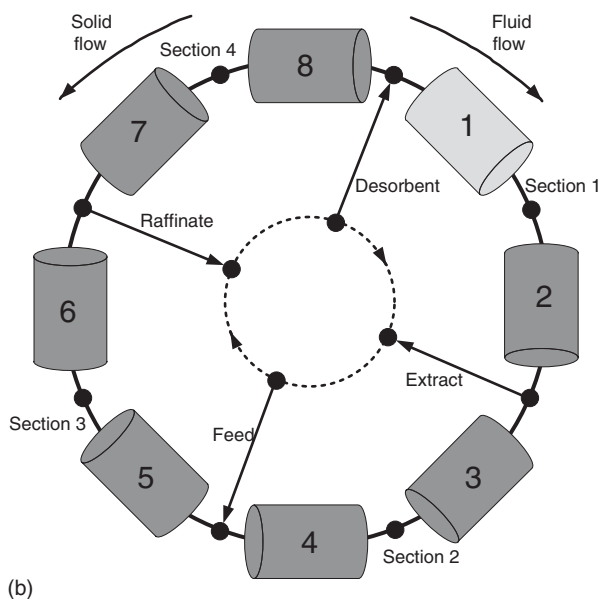 Solid
flow
Section 4
8
Fluid
flow
7
1
Desorbent
Section 1
Raffinate
6
2
Extract
Section 3
Feed
5
3
4
Section 2
(b)